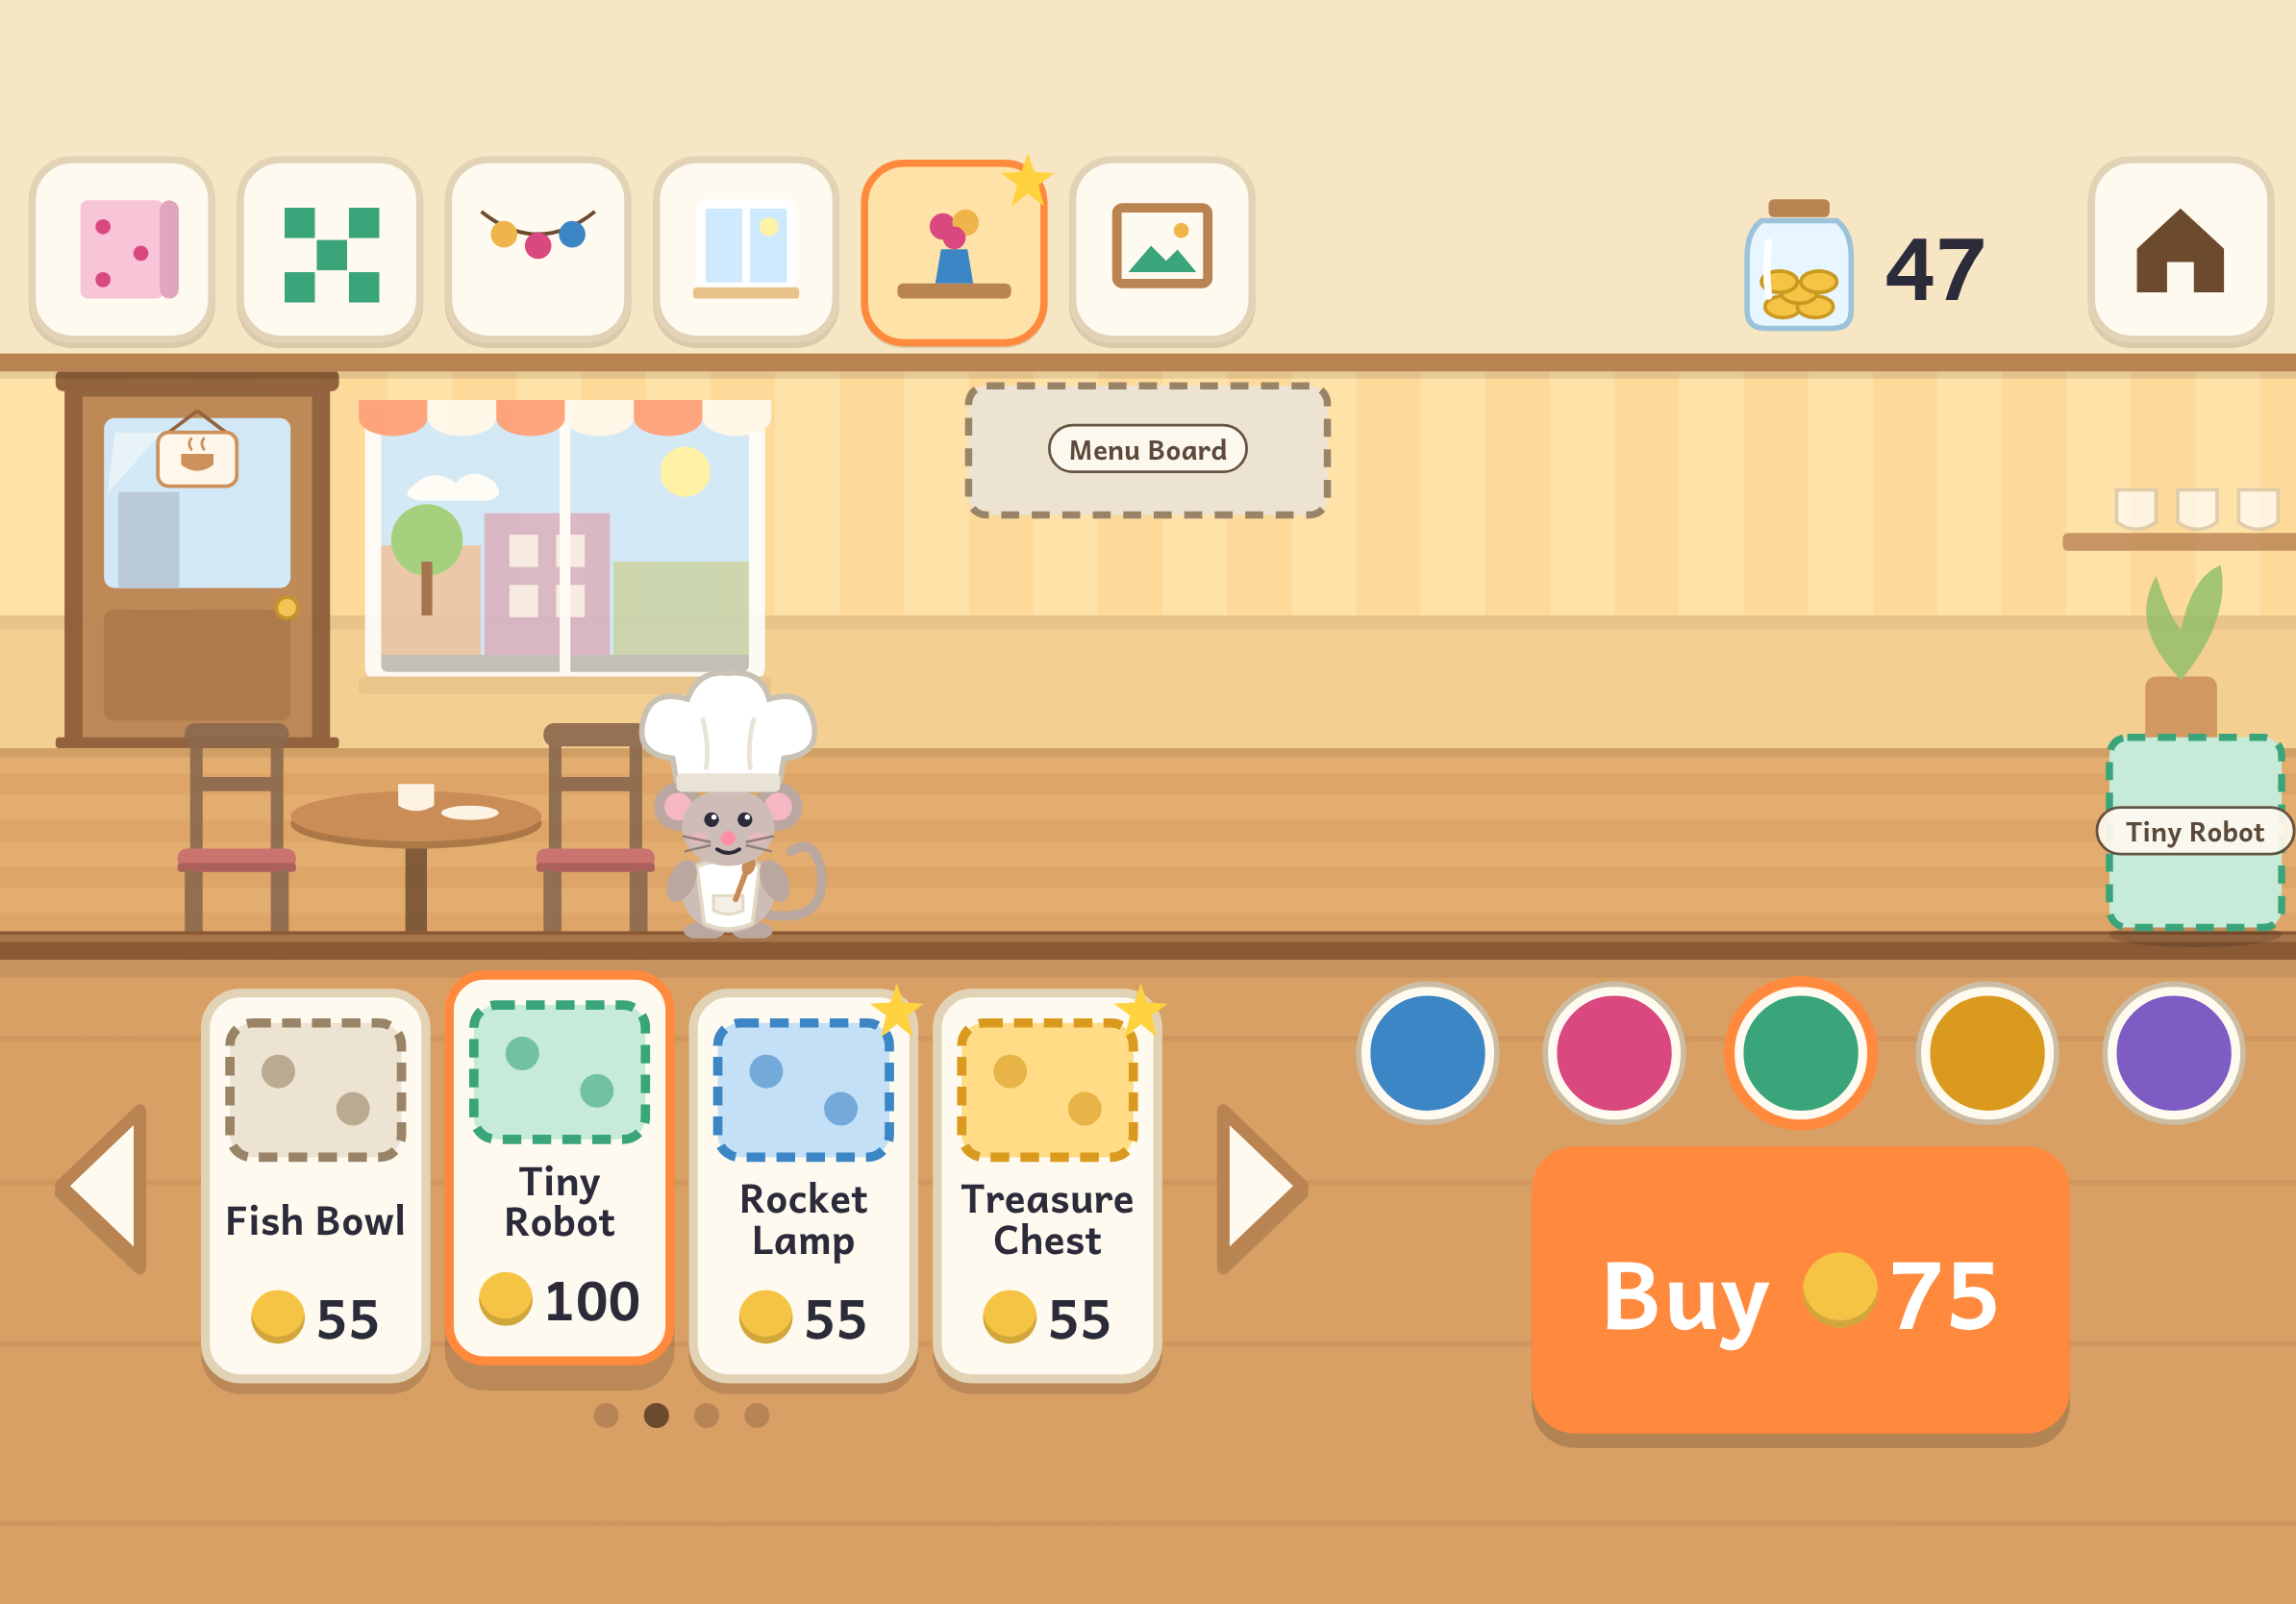 47
Menu Board
Tiny Robot
Fish Bowl
55
Tiny
Robot
100
Rocket
Lamp
55
Treasure
Chest
55
Buy 75